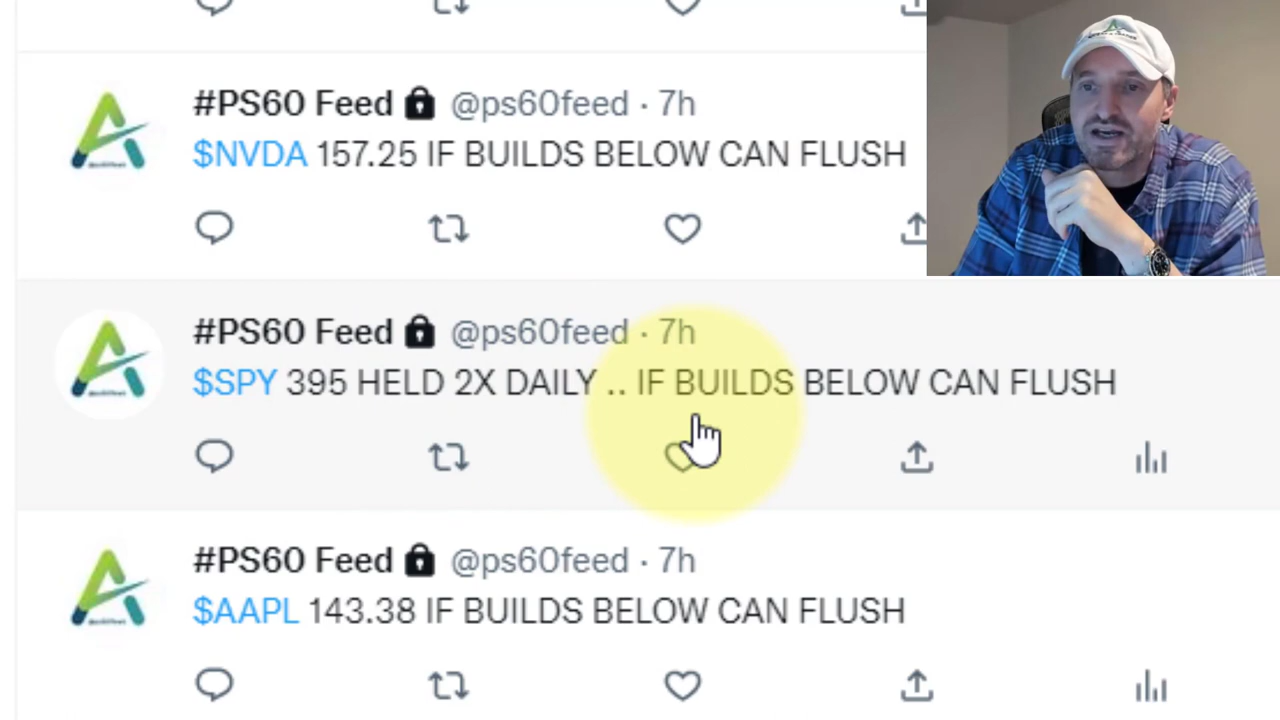 #PS60 Feed @ps60feed · 7h
$NVDA 157.25 IF BUILDS BELOW CAN FLUSH
#PS60 Feed @ps60feed · 7h
$SPY 395 HELD 2X DAILY .. IF BUILDS BELOW CAN FLUSH
#PS60 Feed @ps60feed · 7h
$AAPL 143.38 IF BUILDS BELOW CAN FLUSH